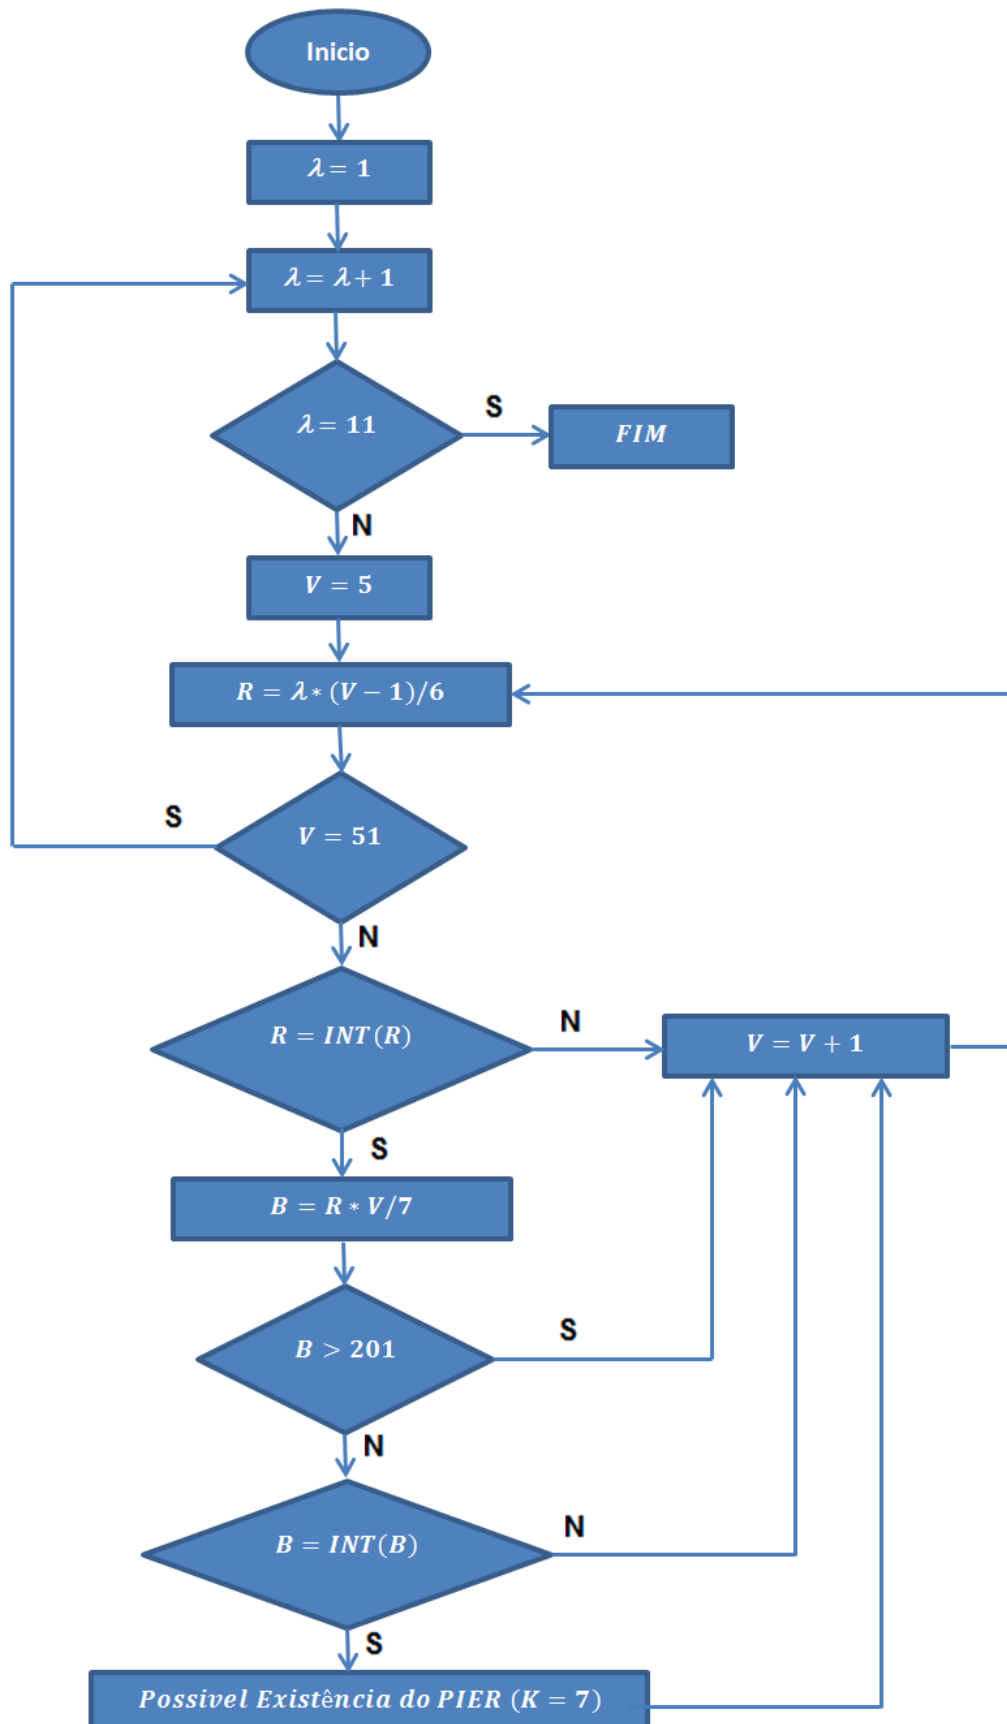 Inicio
λ = 1
λ = λ + 1
λ = 11
S
FIM
N
V = 5
R = λ * (V − 1)/6
S
V = 51
N
R = INT(R)
N
V = V + 1
S
B = R * V/7
B > 201
S
N
B = INT(B)
N
S
Possivel Existência do PIER (K = 7)